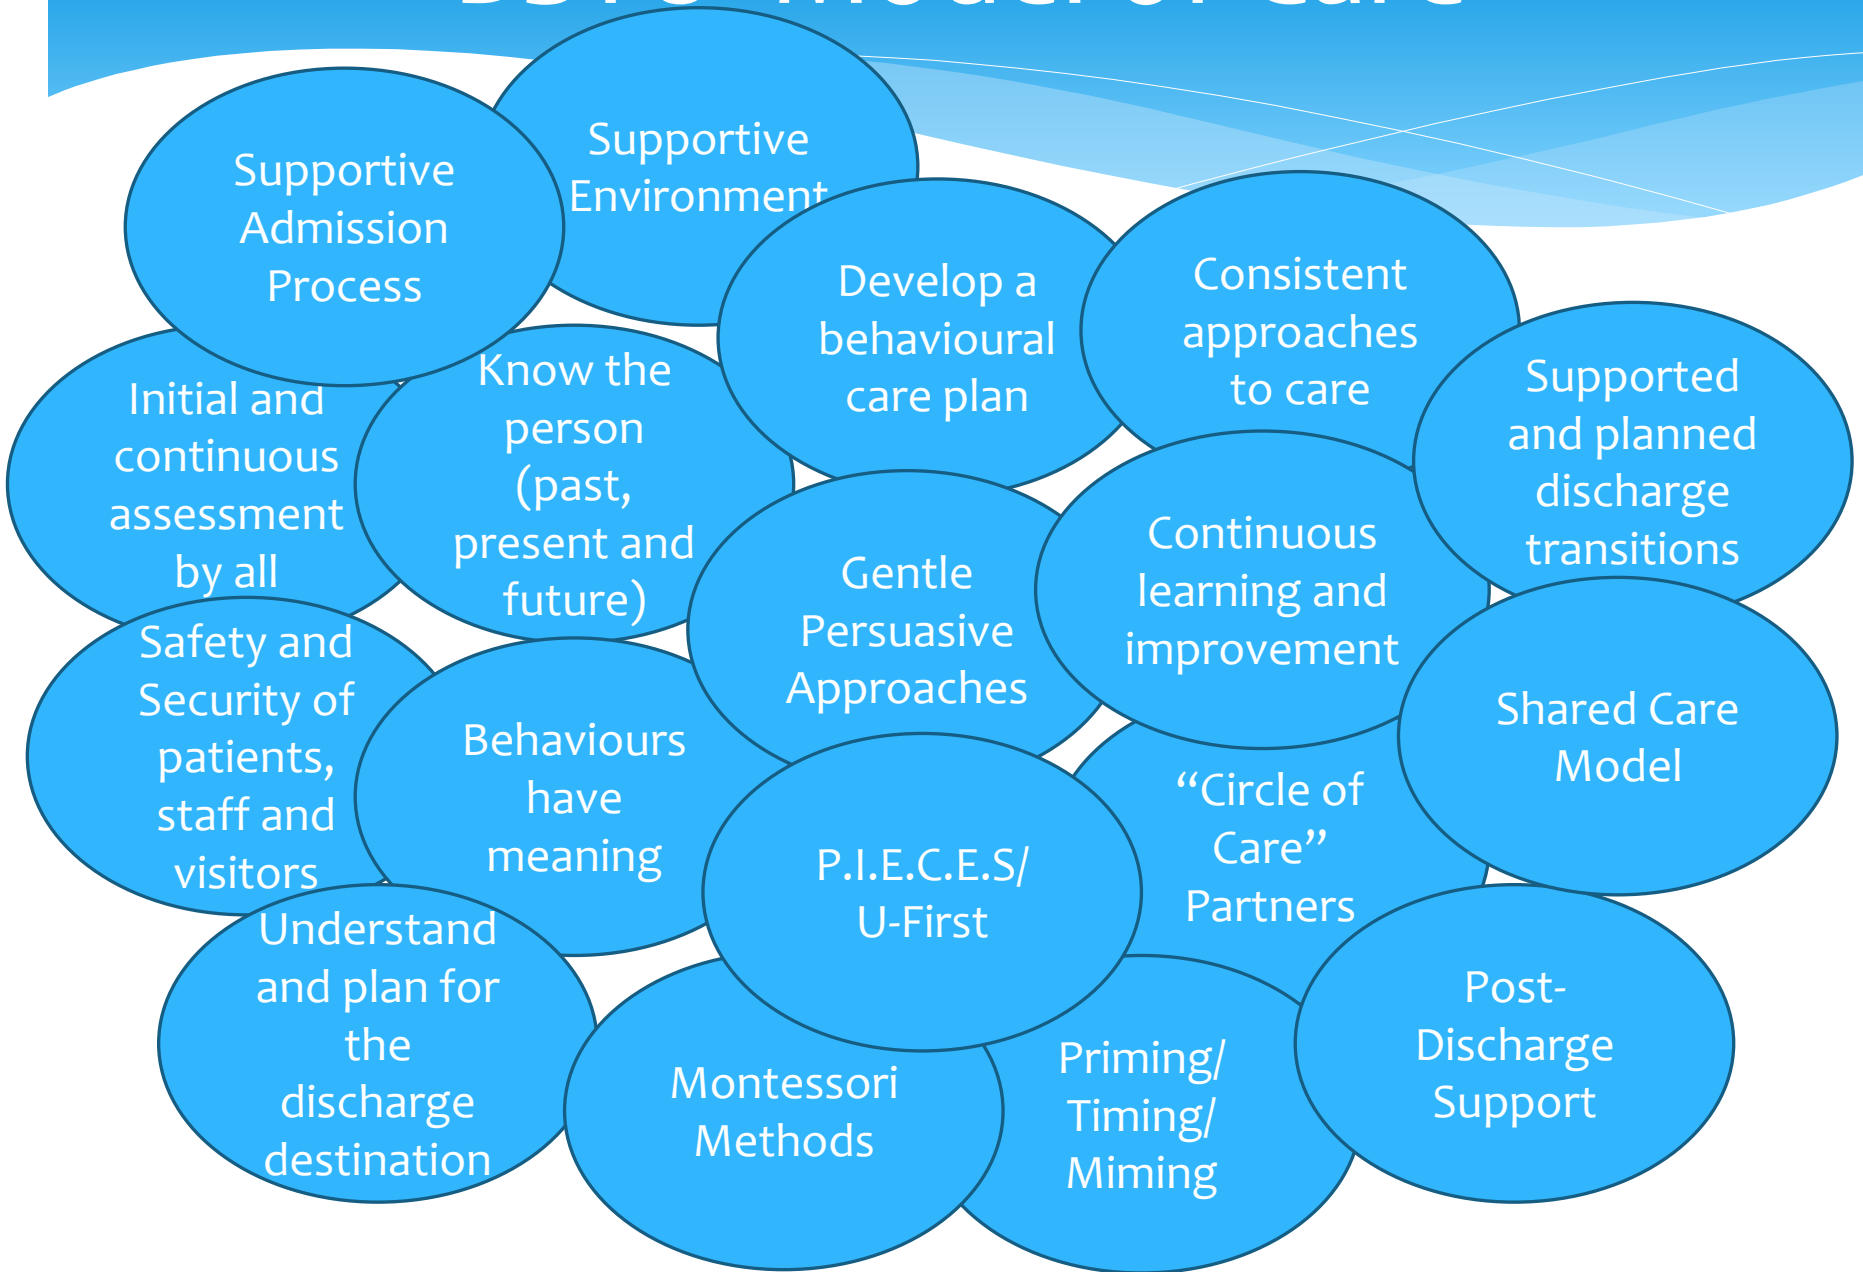 Model of Care
Supportive
Environment
Supportive
Admission
Process
Develop a
behavioural
care plan
Consistent
approaches
to care
Supported
and planned
discharge
transitions
Initial and
continuous
assessment
by all
Know the
person
(past,
present and
future)
Gentle
Persuasive
Approaches
Continuous
learning and
improvement
Safety and
Security of
patients,
staff and
visitors
Behaviours
have
meaning
Shared Care
Model
P.I.E.C.E.S/
U-First
“Circle of
Care”
Partners
Understand
and plan for
the
discharge
destination
Montessori
Methods
Priming/
Timing/
Miming
Post-
Discharge
Support